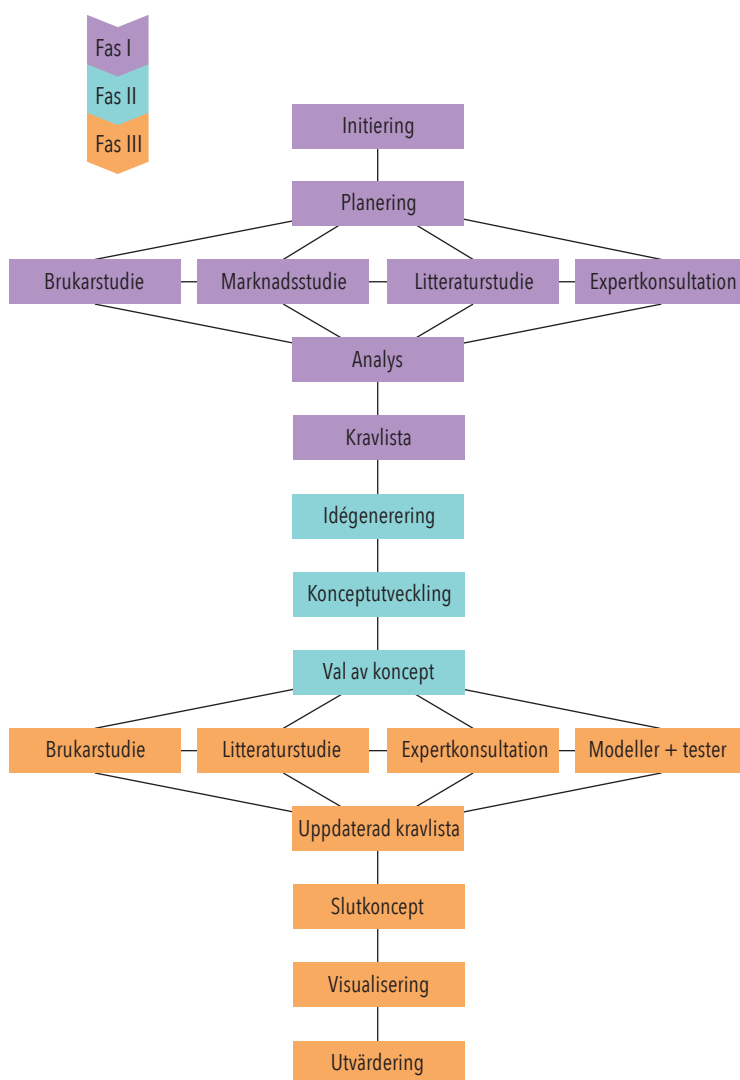 Fas I
Fas II
Fas III
Initiering
Planering
Brukarstudie
Marknadsstudie
Litteraturstudie
Expertkonsultation
Analys
Kravlista
Idégenerering
Konceptutveckling
Val av koncept
Brukarstudie
Litteraturstudie
Expertkonsultation
Modeller + tester
Uppdaterad kravlista
Slutkoncept
Visualisering
Utvärdering